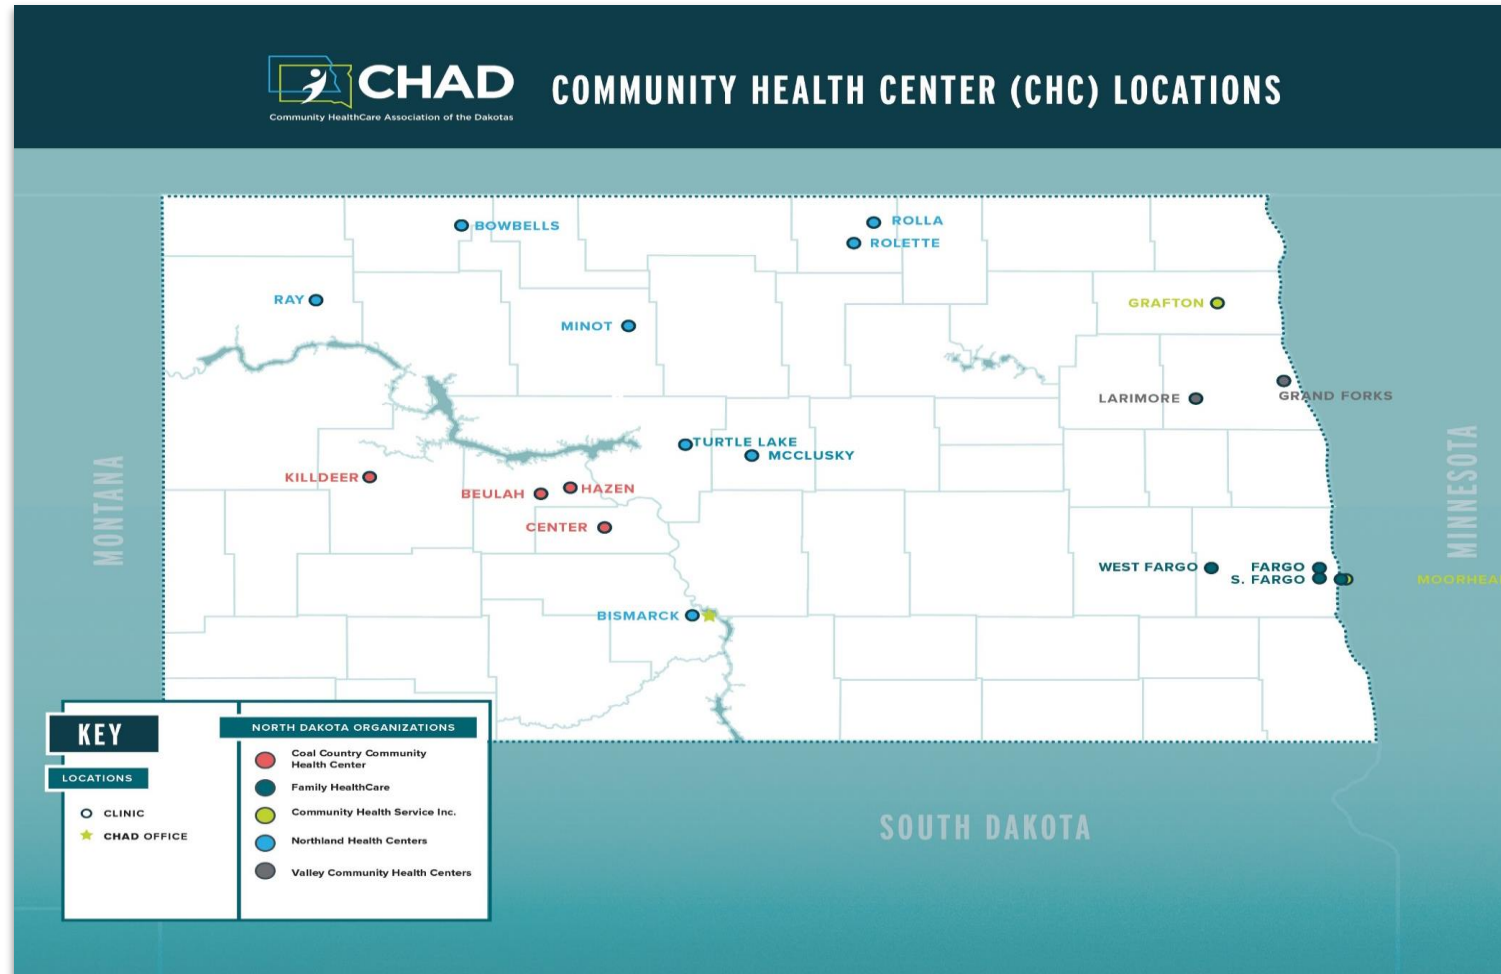 CHAD
Community HealthCare Association of the Dakotas
COMMUNITY HEALTH CENTER (CHC) LOCATIONS
BOWBELLS
ROLLA
ROLETTE
RAY
GRAFTON
MINOT
LARIMORE
GRAND FORKS
TURTLE LAKE
MCCLUSKY
KILLDEER
BEULAH
HAZEN
CENTER
MONTANA
MINNESOTA
WEST FARGO
FARGO
S. FARGO
MOORHEA
BISMARCK
SOUTH DAKOTA
KEY
LOCATIONS
CLINIC
CHAD OFFICE
NORTH DAKOTA ORGANIZATIONS
Coal Country Community
Health Center
Family HealthCare
Community Health Service Inc.
Northland Health Centers
Valley Community Health Centers